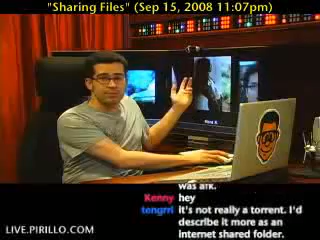 "Sharing Files" (Sep 15, 2008 11:07pm)
was ark.
Kenny hey
tengrri it's not really a torrent. I'd
describe it more as an
internet shared folder.
LIVE.PIRILLO.COM